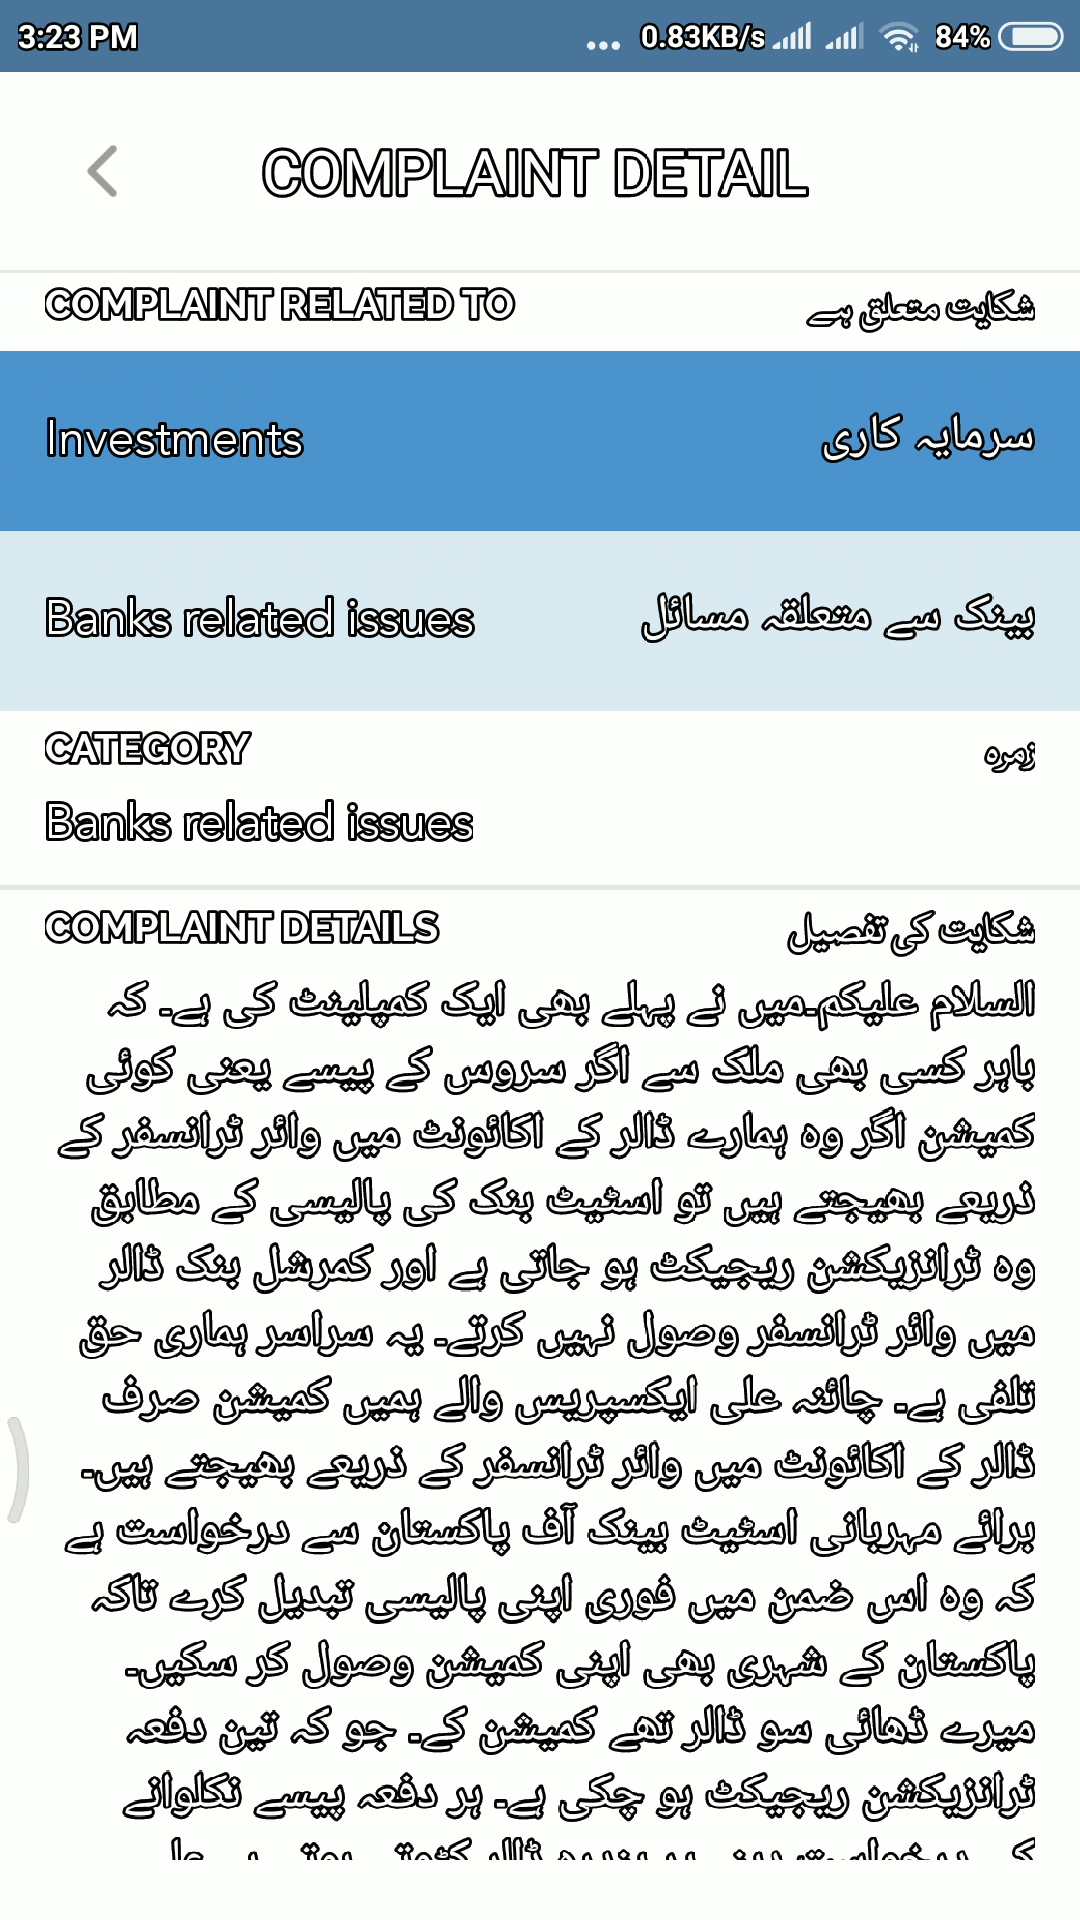 3:23 PM ... 0.83KB/s 84%
COMPLAINT DETAIL
COMPLAINT RELATED TO شکایت متعلق ہے
Investments سرمایہ کاری
Banks related issues بینک سے متعلقہ مسائل
CATEGORY زمرہ
Banks related issues
COMPLAINT DETAILS شکایت کی تفصیل
السلام علیکم۔میں نے پہلے بھی ایک کمپلینٹ کی ہے۔ کہ
باہر کسی بھی ملک سے اگر سروس کے پیسے یعنی کوئی
کمیشن اگر وہ ہمارے ڈالر کے اکائونٹ میں وائر ٹرانسفر کے
ذریعے بھیجتے ہیں تو اسٹیٹ بنک کی پالیسی کے مطابق
وہ ٹرانزیکشن ریجیکٹ ہو جاتی ہے اور کمرشل بنک ڈالر
میں وائر ٹرانسفر وصول نہیں کرتے۔ یہ سراسر ہماری حق
تلفی ہے۔ چائنہ علی ایکسپریس والے ہمیں کمیشن صرف
ڈالر کے اکائونٹ میں وائر ٹرانسفر کے ذریعے بھیجتے ہیں۔
برائے مہربانی اسٹیٹ بینک آف پاکستان سے درخواست ہے
کہ وہ اس ضمن میں فوری اپنی پالیسی تبدیل کرے تاکہ
پاکستان کے شہری بھی اپنی کمیشن وصول کر سکیں۔
میرے ڈھائی سو ڈالر تھے کمیشن کے۔ جو کہ تین دفعہ
ٹرانزیکشن ریجیکٹ ہو چکی ہے۔ ہر دفعہ پیسے نکلوانے